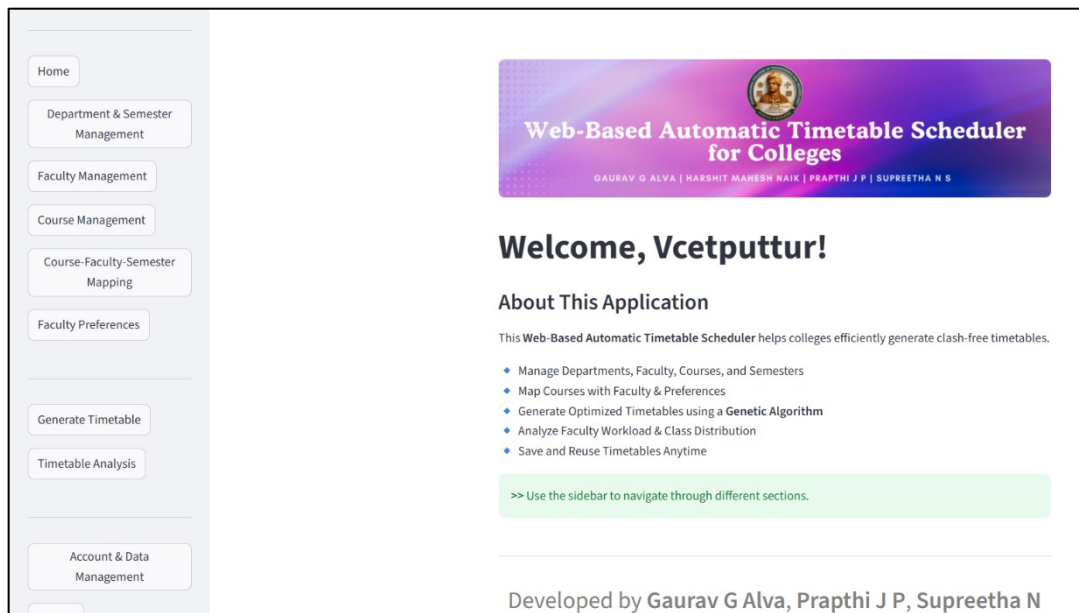 Home
Department & Semester
Management
Faculty Management
Course Management
Course-Faculty-Semester
Mapping
Faculty Preferences
Generate Timetable
Timetable Analysis
Account & Data
Management
Web-Based Automatic Timetable Scheduler
for Colleges
GAURAV G ALVA | HARSHIT MAHESH NAIK | PRAPTHI J P | SUPREETHA N S
Welcome, Vcetputtur!
About This Application
This Web-Based Automatic Timetable Scheduler helps colleges efficiently generate clash-free timetables.
Manage Departments, Faculty, Courses, and Semesters
Map Courses with Faculty & Preferences
Generate Optimized Timetables using a Genetic Algorithm
Analyze Faculty Workload & Class Distribution
Save and Reuse Timetables Anytime
>> Use the sidebar to navigate through different sections.
Developed by Gaurav G Alva, Prapthi J P, Supreetha N